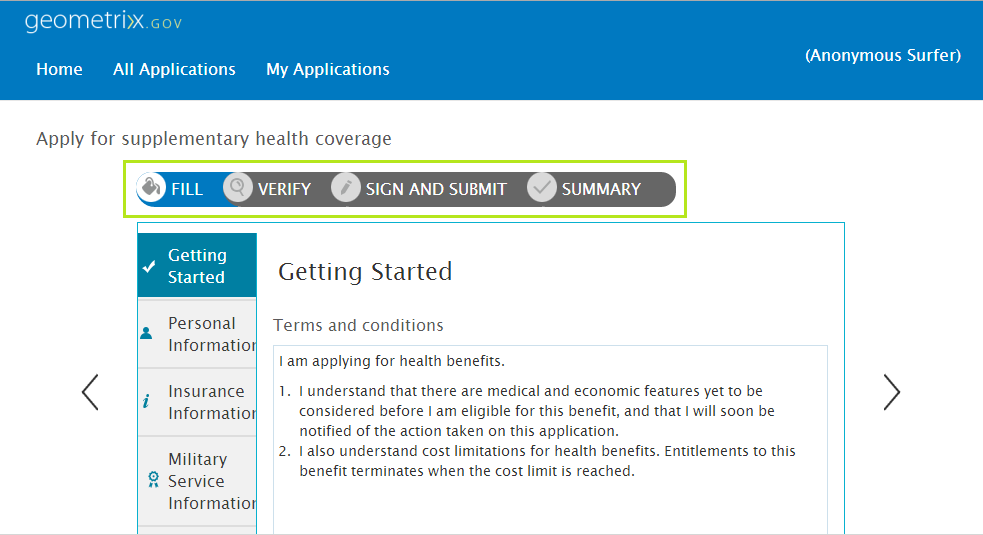 geometrixx.GOV
Home All Applications My Applications
(Anonymous Surfer)
Apply for supplementary health coverage
FILL VERIFY SIGN AND SUBMIT SUMMARY
Getting
Started
Personal
Information
Insurance
Information
Military
Service
Information
Getting Started
Terms and conditions
I am applying for health benefits.
1. I understand that there are medical and economic features yet to be
considered before I am eligible for this benefit, and that I will soon be
notified of the action taken on this application.
2. I also understand cost limitations for health benefits. Entitlements to this
benefit terminates when the cost limit is reached.